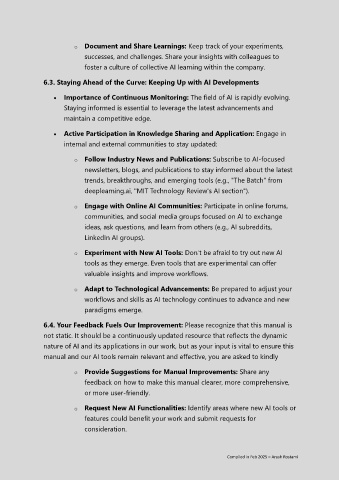 o Document and Share Learnings: Keep track of your experiments,
successes, and challenges. Share your insights with colleagues to
foster a culture of collective AI learning within the company.
6.3. Staying Ahead of the Curve: Keeping Up with AI Developments
• Importance of Continuous Monitoring: The field of AI is rapidly evolving.
Staying informed is essential to leverage the latest advancements and
maintain a competitive edge.
• Active Participation in Knowledge Sharing and Application: Engage in
internal and external communities to stay updated:
o Follow Industry News and Publications: Subscribe to AI-focused
newsletters, blogs, and publications to stay informed about the latest
trends, breakthroughs, and emerging tools (e.g., "The Batch" from
deeplearning.ai, "MIT Technology Review's AI section").
o Engage with Online AI Communities: Participate in online forums,
communities, and social media groups focused on AI to exchange
ideas, ask questions, and learn from others (e.g., AI subreddits,
LinkedIn AI groups).
o Experiment with New AI Tools: Don't be afraid to try out new AI
tools as they emerge. Even tools that are experimental can offer
valuable insights and improve workflows.
o Adapt to Technological Advancements: Be prepared to adjust your
workflows and skills as AI technology continues to advance and new
paradigms emerge.
6.4. Your Feedback Fuels Our Improvement: Please recognize that this manual is
not static. It should be a continuously updated resource that reflects the dynamic
nature of AI and its applications in our work, but as your input is vital to ensure this
manual and our AI tools remain relevant and effective, you are asked to kindly
o Provide Suggestions for Manual Improvements: Share any
feedback on how to make this manual clearer, more comprehensive,
or more user-friendly.
o Request New AI Functionalities: Identify areas where new AI tools or
features could benefit your work and submit requests for
consideration.
Compiled in Feb 2025 – Arash Rostami